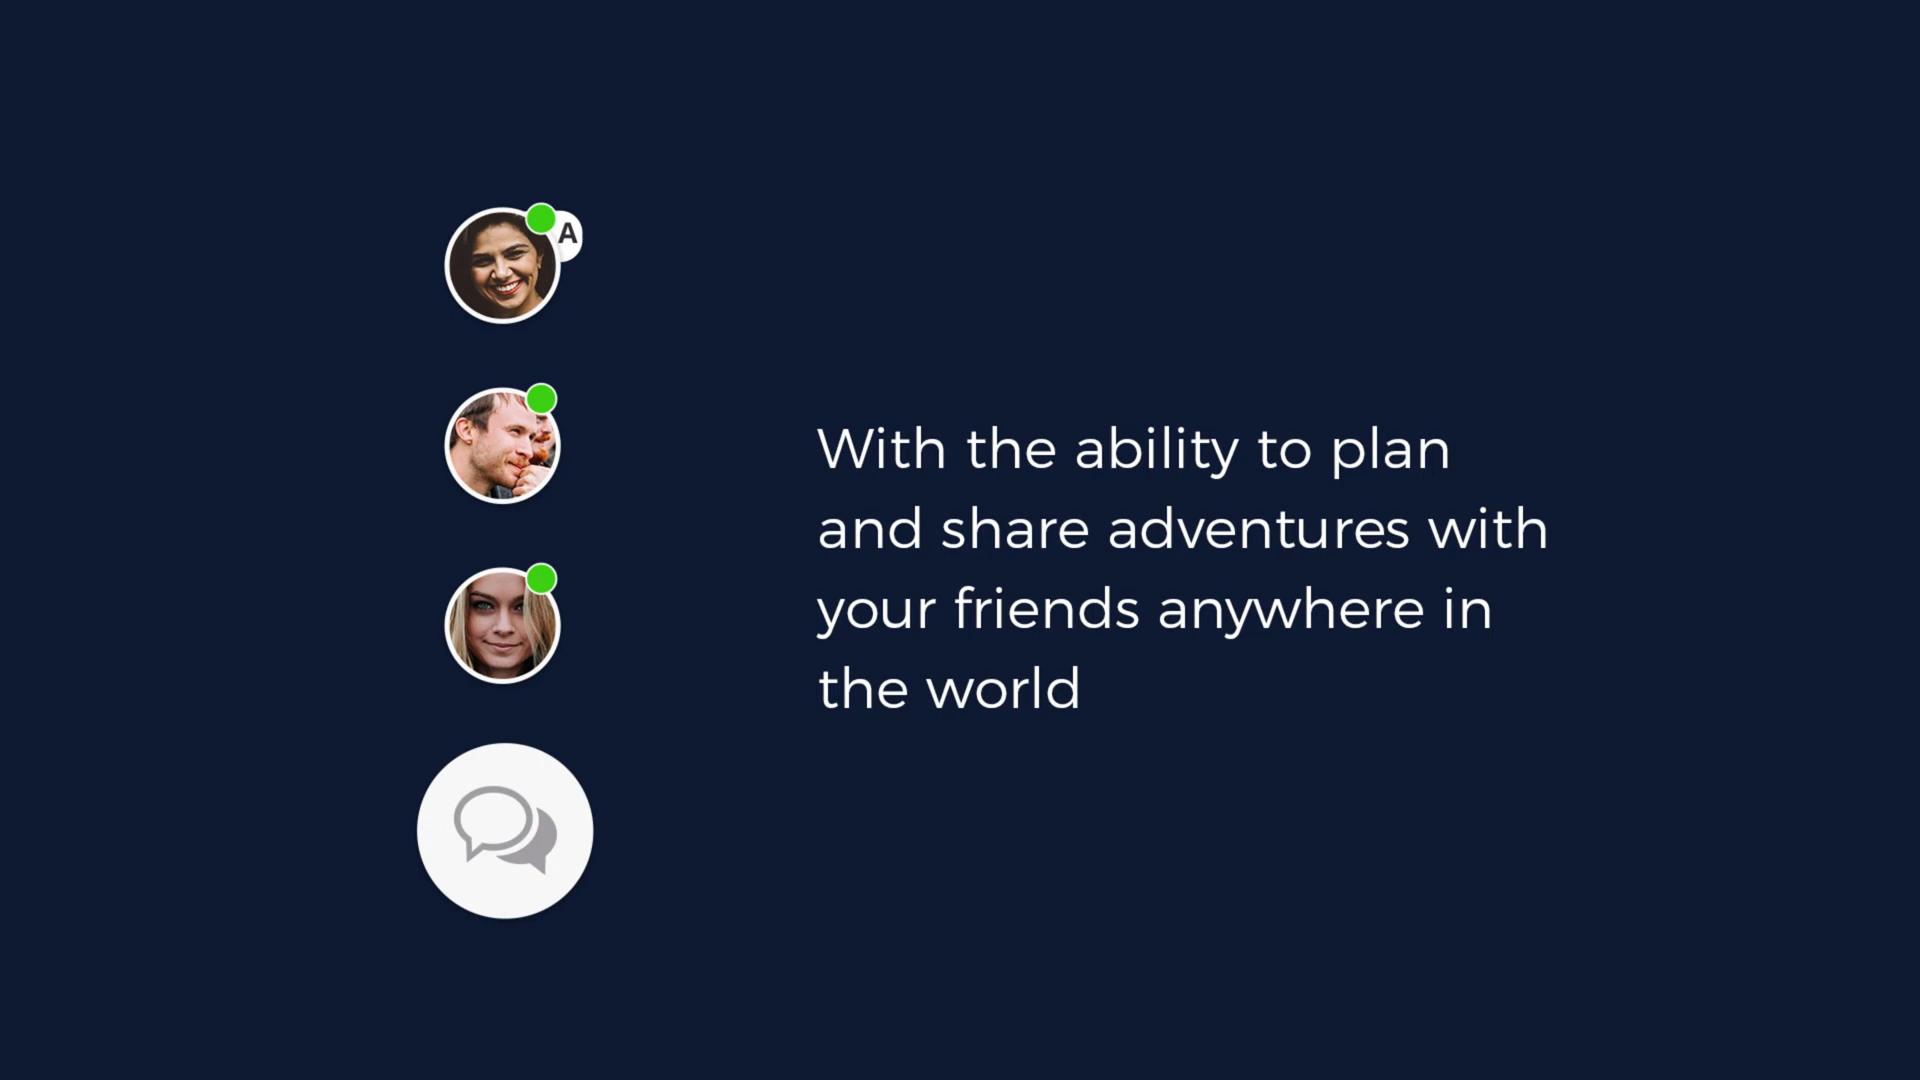 A
With the ability to plan
and share adventures with
your friends anywhere in
the world